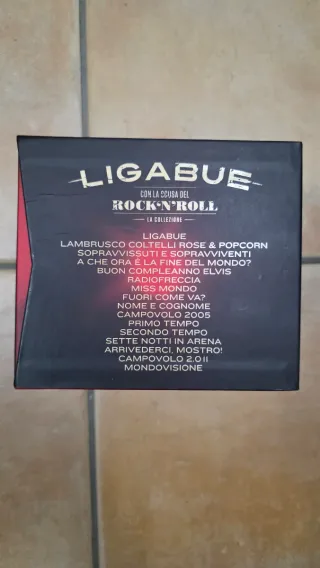 LIGABUE
CON LA SCUSA DEL
ROCK'N'ROLL
LA COLLEZIONE
LIGABUE
LAMBRUSCO COLTELLI ROSE & POPCORN
SOPRAVVISSUTI E SOPRAVVIVENTI
A CHE ORA È LA FINE DEL MONDO?
BUON COMPLEANNO ELVIS
RADIOFRECCIA
MISS MONDO
FUORI COME VA?
NOME E COGNOME
CAMPOVOLO 2005
PRIMO TEMPO
SECONDO TEMPO
SETTE NOTTI IN ARENA
ARRIVEDERCI, MOSTRO!
CAMPOVOLO 2.011
MONDOVISIONE